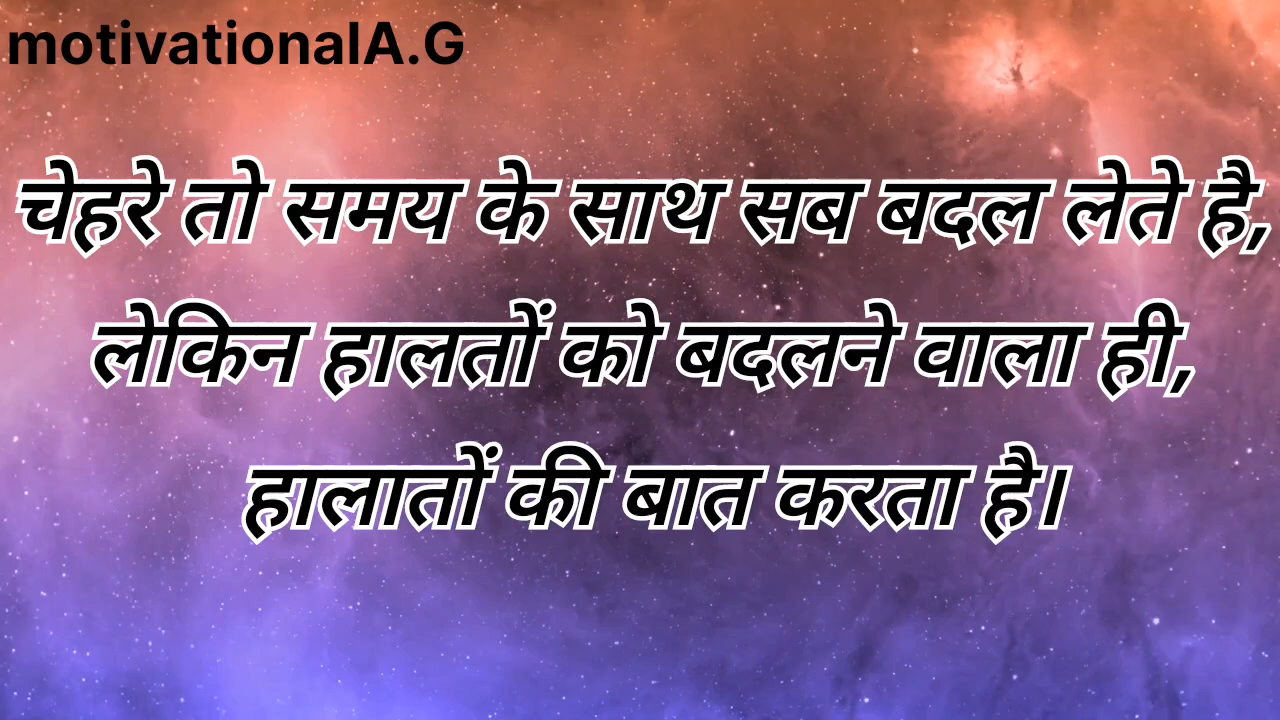 motivationalA.G
चेहरे तो समय के साथ सब बदल लेते है,
लेकिन हालतों को बदलने वाला ही,
हालातों की बात करता है।